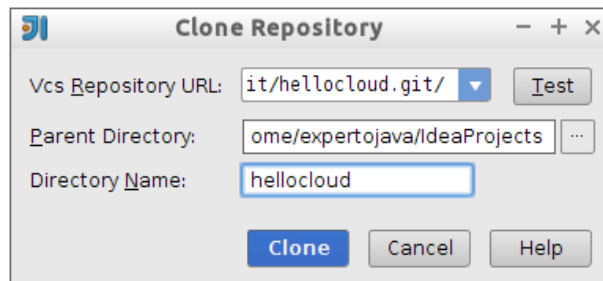 Clone Repository
Vcs Repository URL: it/hellocloud.git/ Test
Parent Directory: ome/expertojava/IdeaProjects ...
Directory Name: hellocloud
Clone Cancel Help